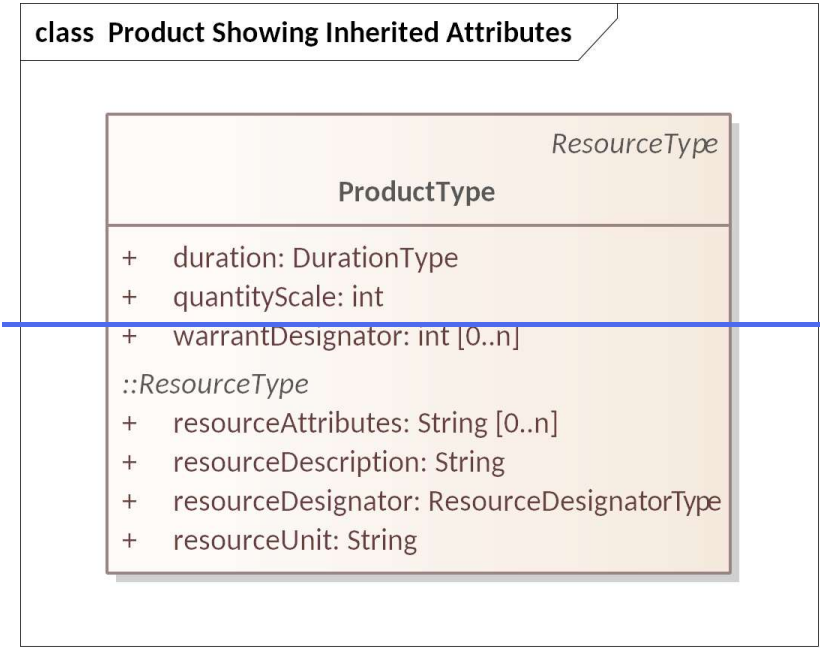 class Product Showing Inherited Attributes
ResourceType
ProductType
+ duration: DurationType
+ quantityScale: int
+ warrantDesignator: int [0..n]
::ResourceType
+ resourceAttributes: String [0..n]
+ resourceDescription: String
+ resourceDesignator: ResourceDesignatorType
+ resourceUnit: String